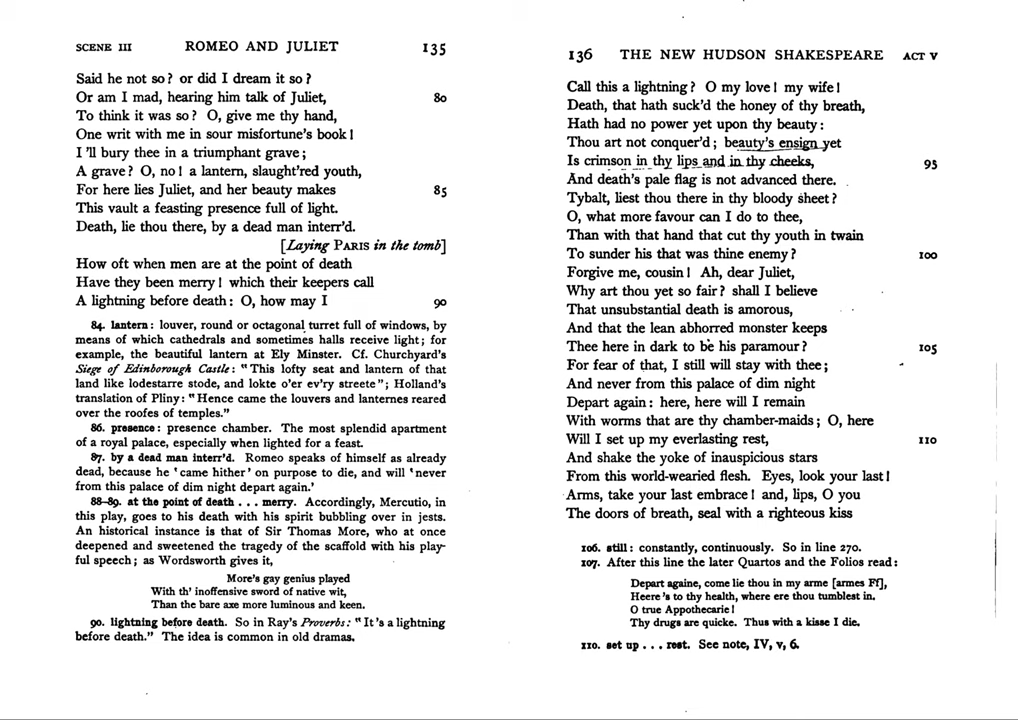 SCENE III ROMEO AND JULIET 135
Said he not so? or did I dream it so?
Or am I mad, hearing him talk of Juliet, 80
To think it was so? O, give me thy hand,
One writ with me in sour misfortune's book!
I'll bury thee in a triumphant grave;
A grave? O, no! a lantern, slaught'red youth,
For here lies Juliet, and her beauty makes 85
This vault a feasting presence full of light.
Death, lie thou there, by a dead man interr'd.
[Laying PARIS in the tomb]
How oft when men are at the point of death
Have they been merry! which their keepers call
A lightning before death: O, how may I 90
84. lantern: louver, round or octagonal turret full of windows, by
means of which cathedrals and sometimes halls receive light; for
example, the beautiful lantern at Ely Minster. Cf. Churchyard's
Siege of Edinborough Castle: "This lofty seat and lantern of that
land like lodestarre stode, and lokte o'er ev'ry streete"; Holland's
translation of Pliny: "Hence came the louvers and lanternes reared
over the roofes of temples."
86. presence: presence chamber. The most splendid apartment
of a royal palace, especially when lighted for a feast.
87. by a dead man interr'd. Romeo speaks of himself as already
dead, because he 'came hither' on purpose to die, and will 'never
from this palace of dim night depart again.'
88-89. at the point of death . . . merry. Accordingly, Mercutio, in
this play, goes to his death with his spirit bubbling over in jests.
An historical instance is that of Sir Thomas More, who at once
deepened and sweetened the tragedy of the scaffold with his play-
ful speech; as Wordsworth gives it,
More's gay genius played
With th' inoffensive sword of native wit,
Than the bare axe more luminous and keen.
90. lightning before death. So in Ray's Proverbs: "It's a lightning
before death." The idea is common in old dramas.
136 THE NEW HUDSON SHAKESPEARE ACT V
Call this a lightning? O my love! my wife!
Death, that hath suck'd the honey of thy breath,
Hath had no power yet upon thy beauty:
Thou art not conquer'd; beauty's ensign yet
Is crimson in thy lips and in thy cheeks, 95
And death's pale flag is not advanced there.
Tybalt, liest thou there in thy bloody sheet?
O, what more favour can I do to thee,
Than with that hand that cut thy youth in twain
To sunder his that was thine enemy? 100
Forgive me, cousin! Ah, dear Juliet,
Why art thou yet so fair? shall I believe
That unsubstantial death is amorous,
And that the lean abhorred monster keeps
Thee here in dark to be his paramour? 105
For fear of that, I still will stay with thee;
And never from this palace of dim night
Depart again: here, here will I remain
With worms that are thy chamber-maids; O, here
Will I set up my everlasting rest, 110
And shake the yoke of inauspicious stars
From this world-wearied flesh. Eyes, look your last!
Arms, take your last embrace! and, lips, O you
The doors of breath, seal with a righteous kiss
106. still: constantly, continuously. So in line 270.
107. After this line the later Quartos and the Folios read:
Depart againe, come lie thou in my arme [armes Ff],
Heere's to thy health, where ere thou tumblest in.
O true Appothecarie!
Thy drugs are quicke. Thus with a kisse I die.
110. set up . . . rest. See note, IV, v, 6.